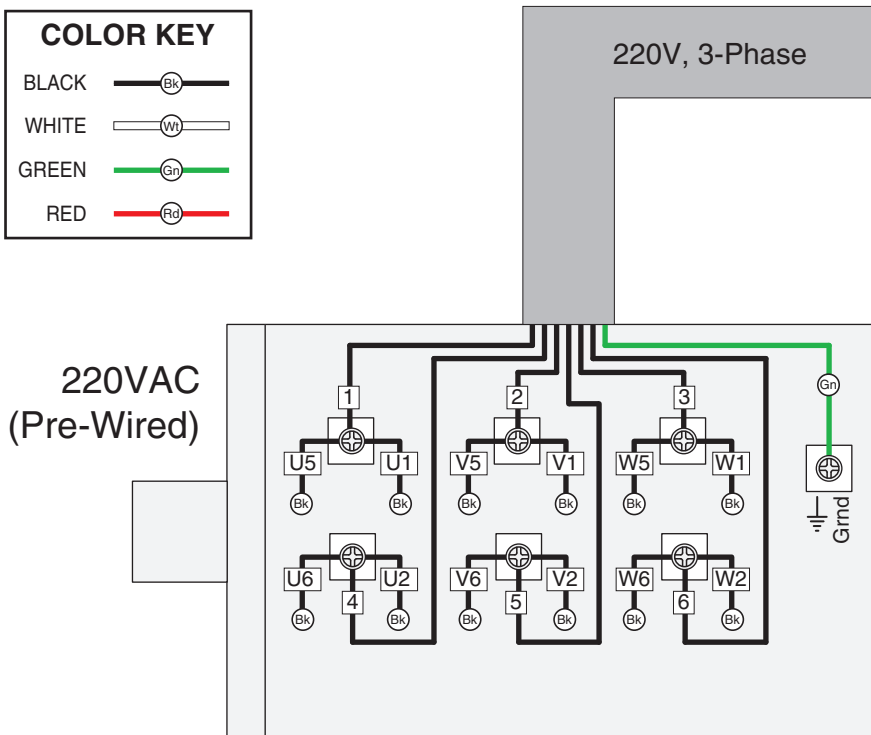 COLOR KEY
BLACK Bk
WHITE Wt
GREEN Gn
RED Rd
220V, 3-Phase
220VAC
(Pre-Wired)
1 2 3
Gn
U5 U1 V5 V1 W5 W1
Bk Bk Bk Bk Bk Bk
Grnd
U6 U2 V6 V2 W6 W2
4 5 6
Bk Bk Bk Bk Bk Bk